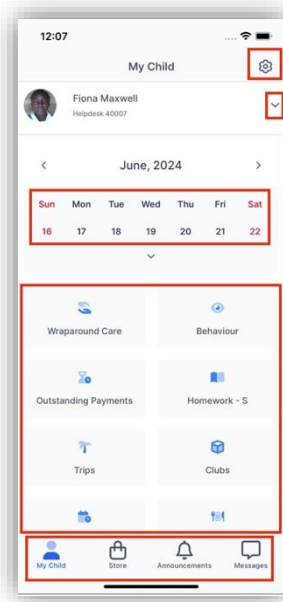 12:07
My Child
Fiona Maxwell
Helpdesk 40007
June, 2024
Sun Mon Tue Wed Thu Fri Sat
16 17 18 19 20 21 22
Wraparound Care Behaviour
Outstanding Payments Homework - S
Trips Clubs
My Child Store Announcements Messages